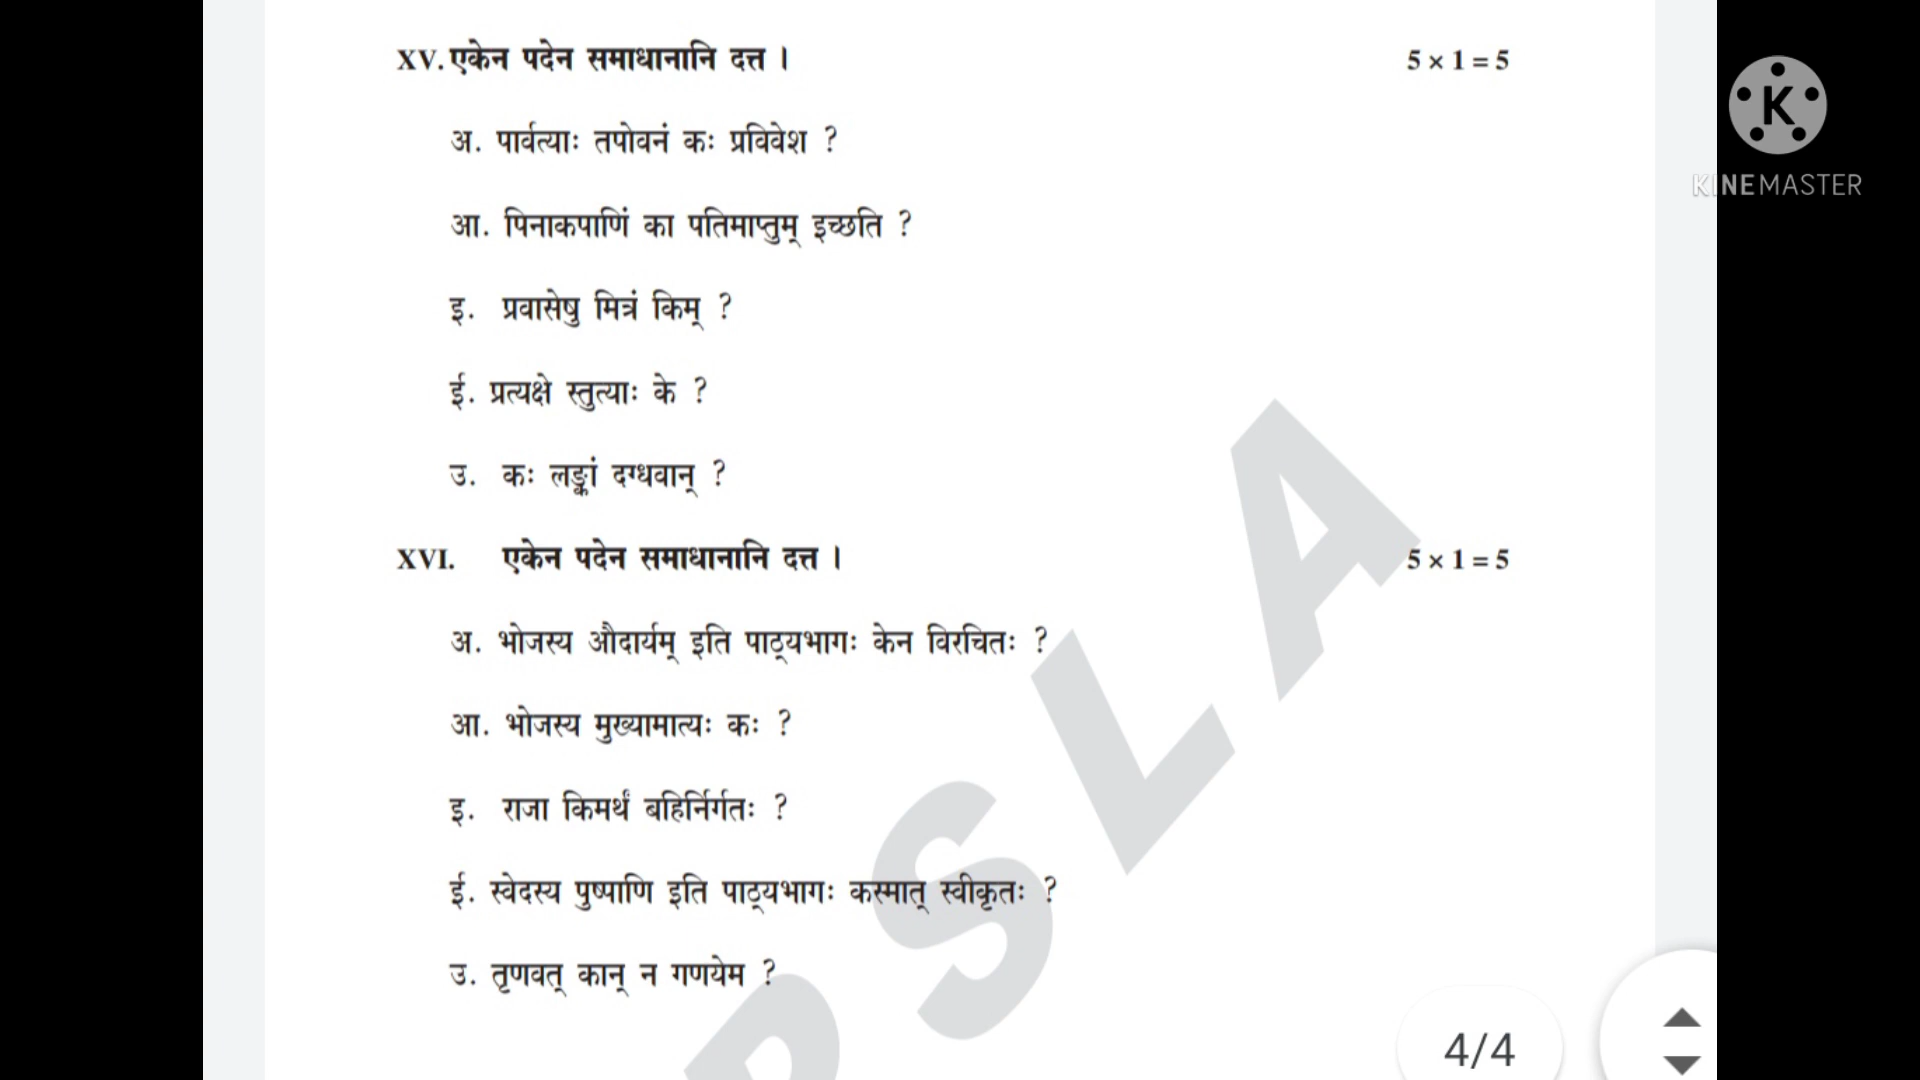 XV. एकेन पदेन समाधानानि दत्त । 5 × 1 = 5
अ. पार्वत्याः तपोवनं कः प्रविवेश ?
आ. पिनाकपाणिं का पतिमाप्तुम् इच्छति ?
इ. प्रवासेषु मित्रं किम् ?
ई. प्रत्यक्षे स्तुत्याः के ?
उ. कः लङ्कां दग्धवान् ?
XVI. एकेन पदेन समाधानानि दत्त । 5 × 1 = 5
अ. भोजस्य औदार्यम् इति पाठ्यभागः केन विरचितः ?
आ. भोजस्य मुख्यामात्यः कः ?
इ. राजा किमर्थं बहिर्निर्गतः ?
ई. स्वेदस्य पुष्पाणि इति पाठ्यभागः कस्मात् स्वीकृतः ?
उ. तृणवत् कान् न गणयेम ?
PSLA
4/4
K
KINEMASTER